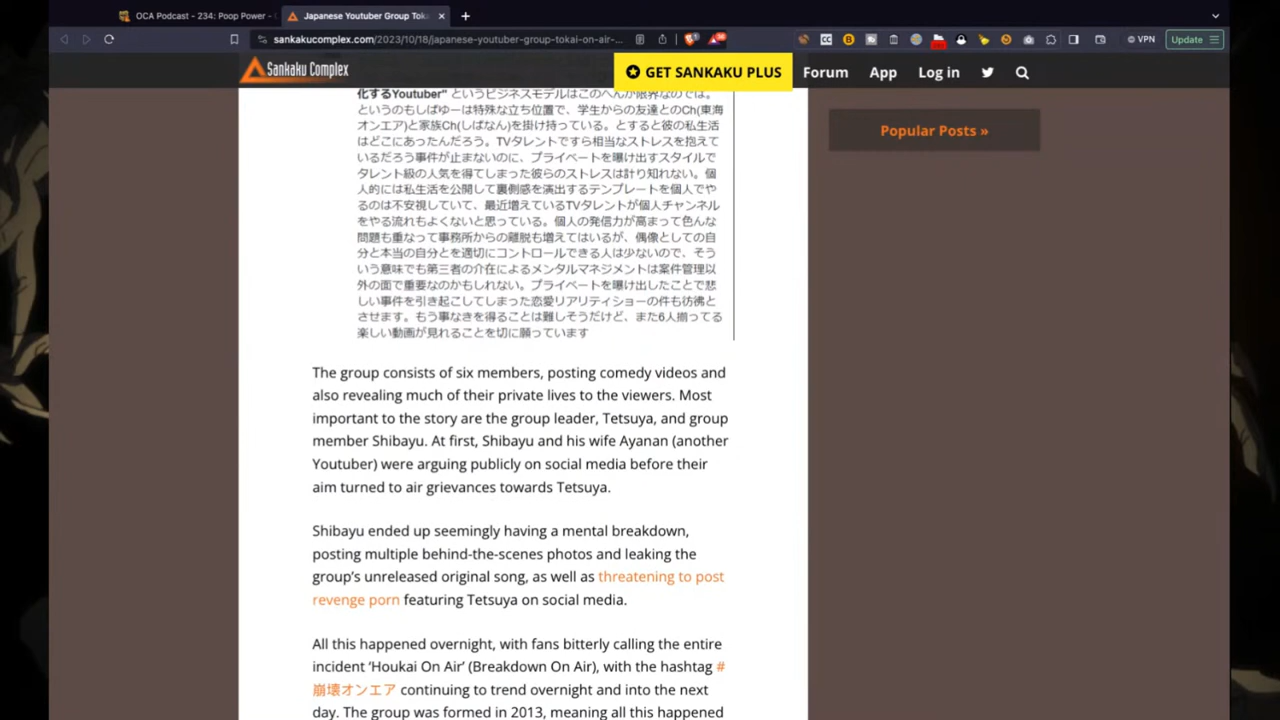 OCA Podcast - 234: Poop Power - 
Japanese Youtuber Group Tok
sankakucomplex.com/2023/10/18/japanese-youtuber-group-tokai-on-air-...
VPN
Update
Sankaku Complex
GET SANKAKU PLUS
Forum
App
Log in
Popular Posts »
化するYoutuber" というビジネスモデルはこのへんが限界なのでは。
というのもしばゆーは特殊な立ち位置で、学生からの友達とのCh(東海
オンエア)と家族Ch(しばなん)を掛け持っている。とすると彼の私生活
はどこにあったんだろう。TVタレントですら相当なストレスを抱えて
いるだろう事件が止まないのに、プライベートを曝け出すスタイルで
タレント級の人気を得てしまった彼らのストレスは計り知れない。個
人的には私生活を公開して裏側感を演出するテンプレートを個人でや
るのは不安視していて、最近増えているTVタレントが個人チャンネル
をやる流れもよくないと思っている。個人の発信力が高まって色んな
問題も重なって事務所からの離脱も増えてはいるが、偶像としての自
分と本当の自分とを適切にコントロールできる人は少ないので、そう
いう意味でも第三者の介在によるメンタルマネジメントは案件管理以
外の面で重要なのかもしれない。プライベートを曝け出したことで悲
しい事件を引き起こしてしまった恋愛リアリティショーの件も彷彿と
させます。もう事なきを得ることは難しそうだけど、また6人揃ってる
楽しい動画が見れることを切に願っています
The group consists of six members, posting comedy videos and
also revealing much of their private lives to the viewers. Most
important to the story are the group leader, Tetsuya, and group
member Shibayu. At first, Shibayu and his wife Ayanan (another
Youtuber) were arguing publicly on social media before their
aim turned to air grievances towards Tetsuya.
Shibayu ended up seemingly having a mental breakdown,
posting multiple behind-the-scenes photos and leaking the
group's unreleased original song, as well as threatening to post
revenge porn featuring Tetsuya on social media.
All this happened overnight, with fans bitterly calling the entire
incident 'Houkai On Air' (Breakdown On Air), with the hashtag #
崩壊オンエア continuing to trend overnight and into the next
day. The group was formed in 2013, meaning all this happened